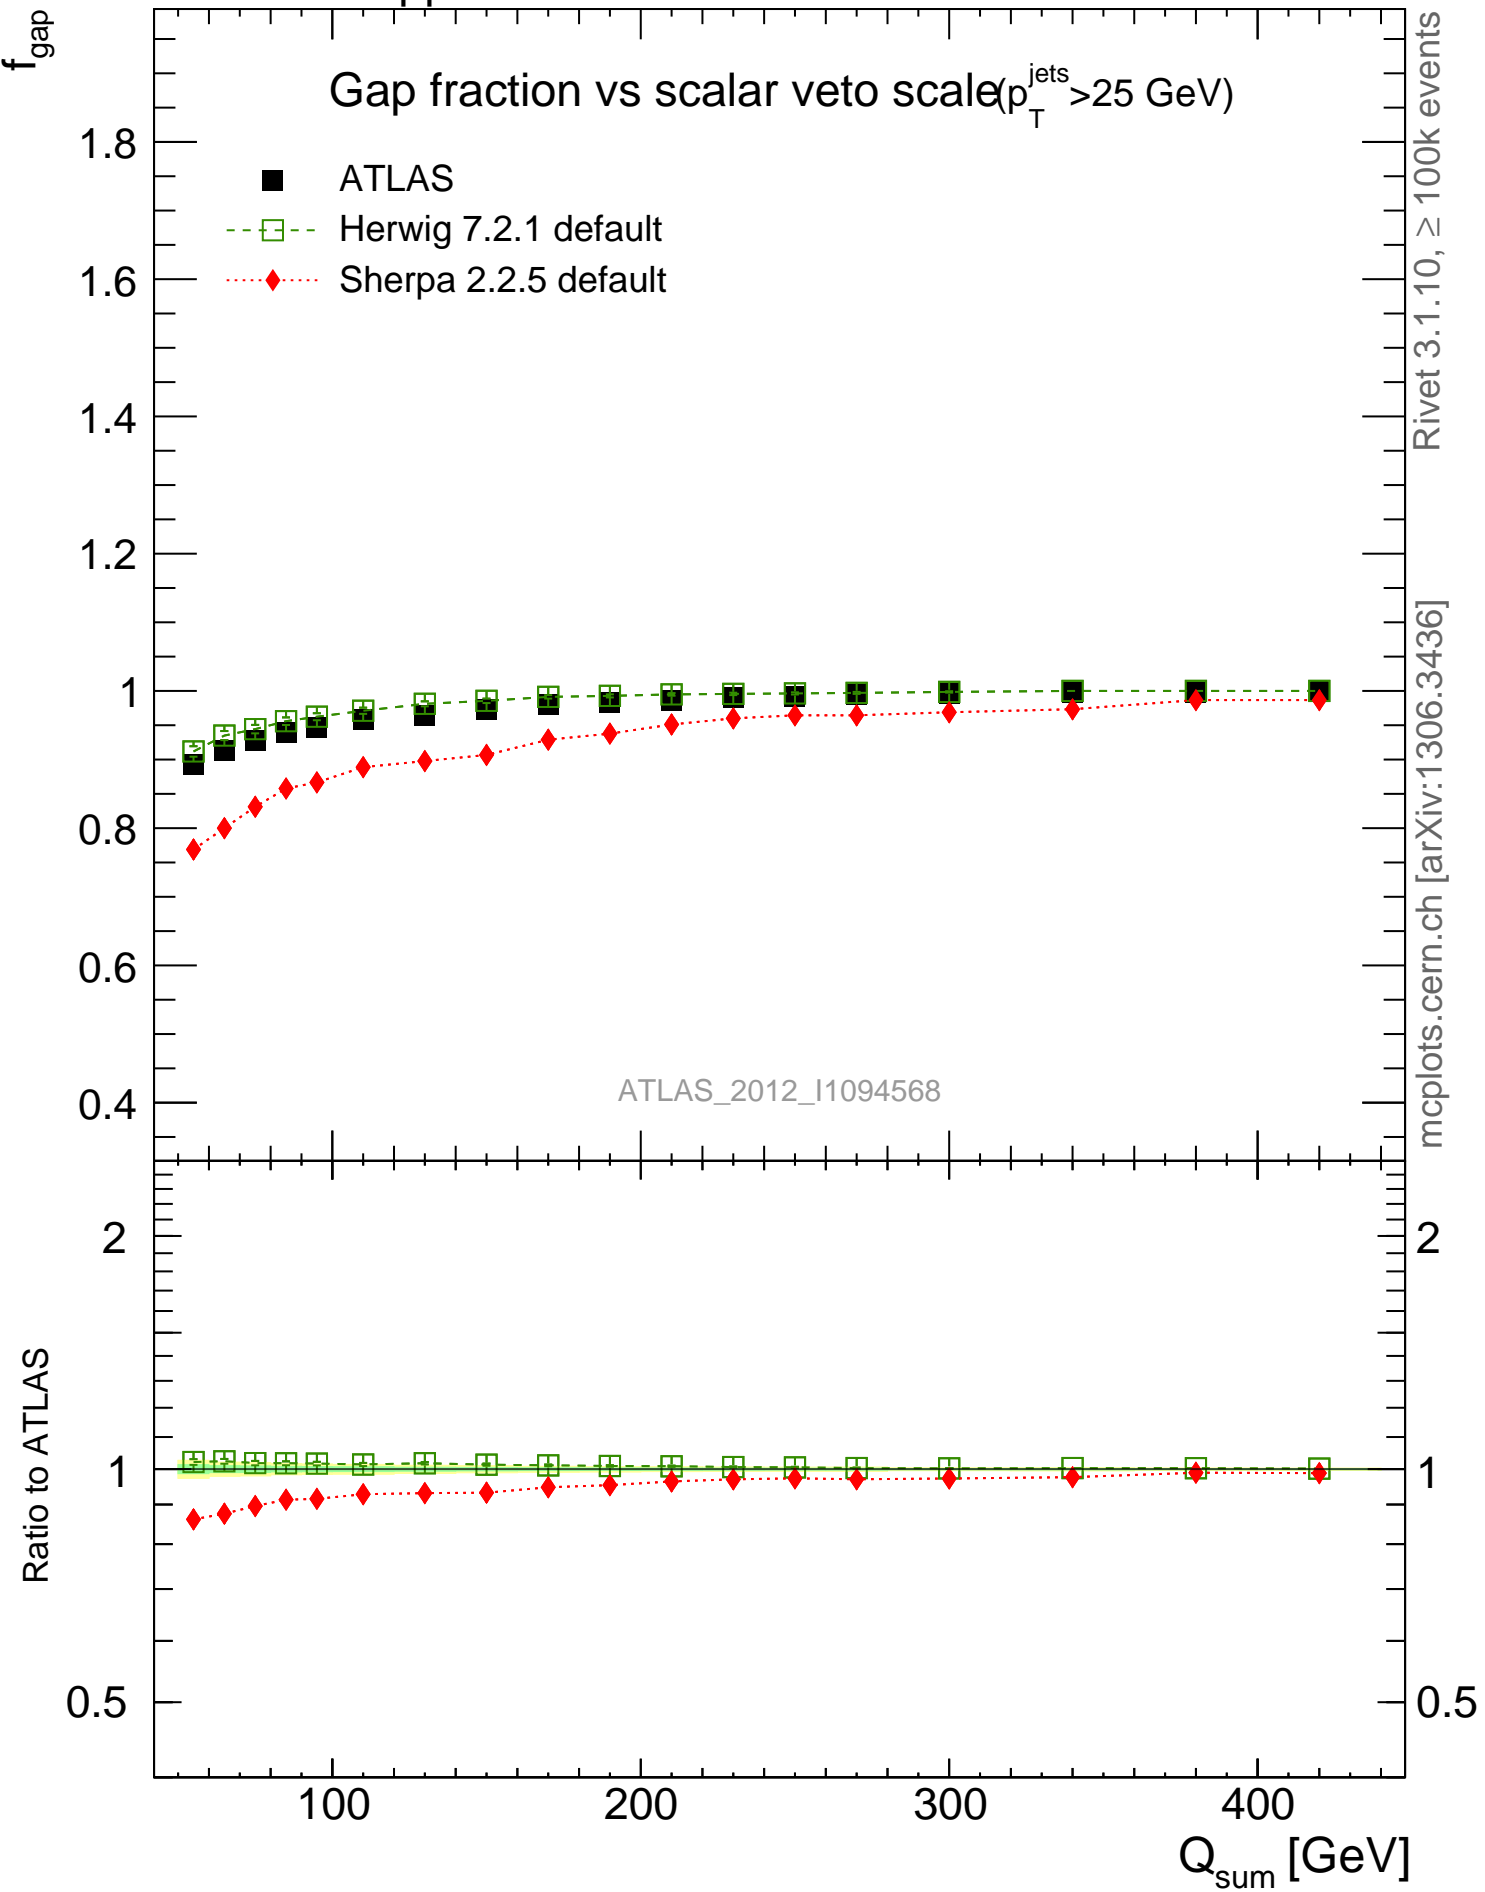 f_gap
Gap fraction vs scalar veto scale(p_T^jets>25 GeV)
ATLAS
Herwig 7.2.1 default
Sherpa 2.2.5 default
1.8
1.6
1.4
1.2
1
0.8
0.6
0.4
ATLAS_2012_I1094568
Rivet 3.1.10, ≥ 100k events
mcplots.cern.ch [arXiv:1306.3436]
Ratio to ATLAS
2
1
0.5
2
1
0.5
100 200 300 400
Q_sum [GeV]